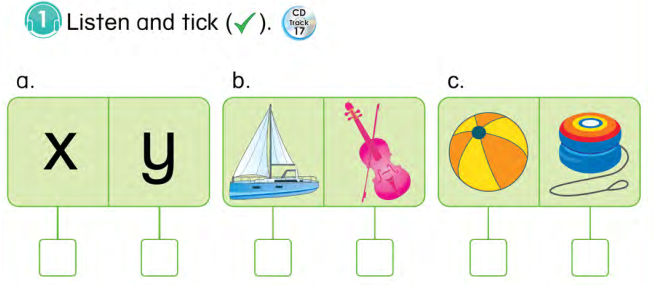 1 Listen and tick (✓).
CD
Track
17
a.
b.
c.
x
y